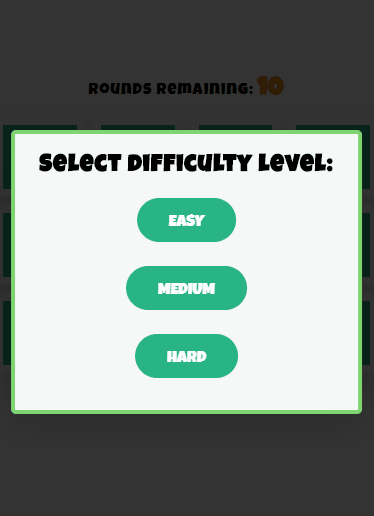 Rounds Remaining: 10
Select Difficulty Level:
EASY
MEDIUM
HARD